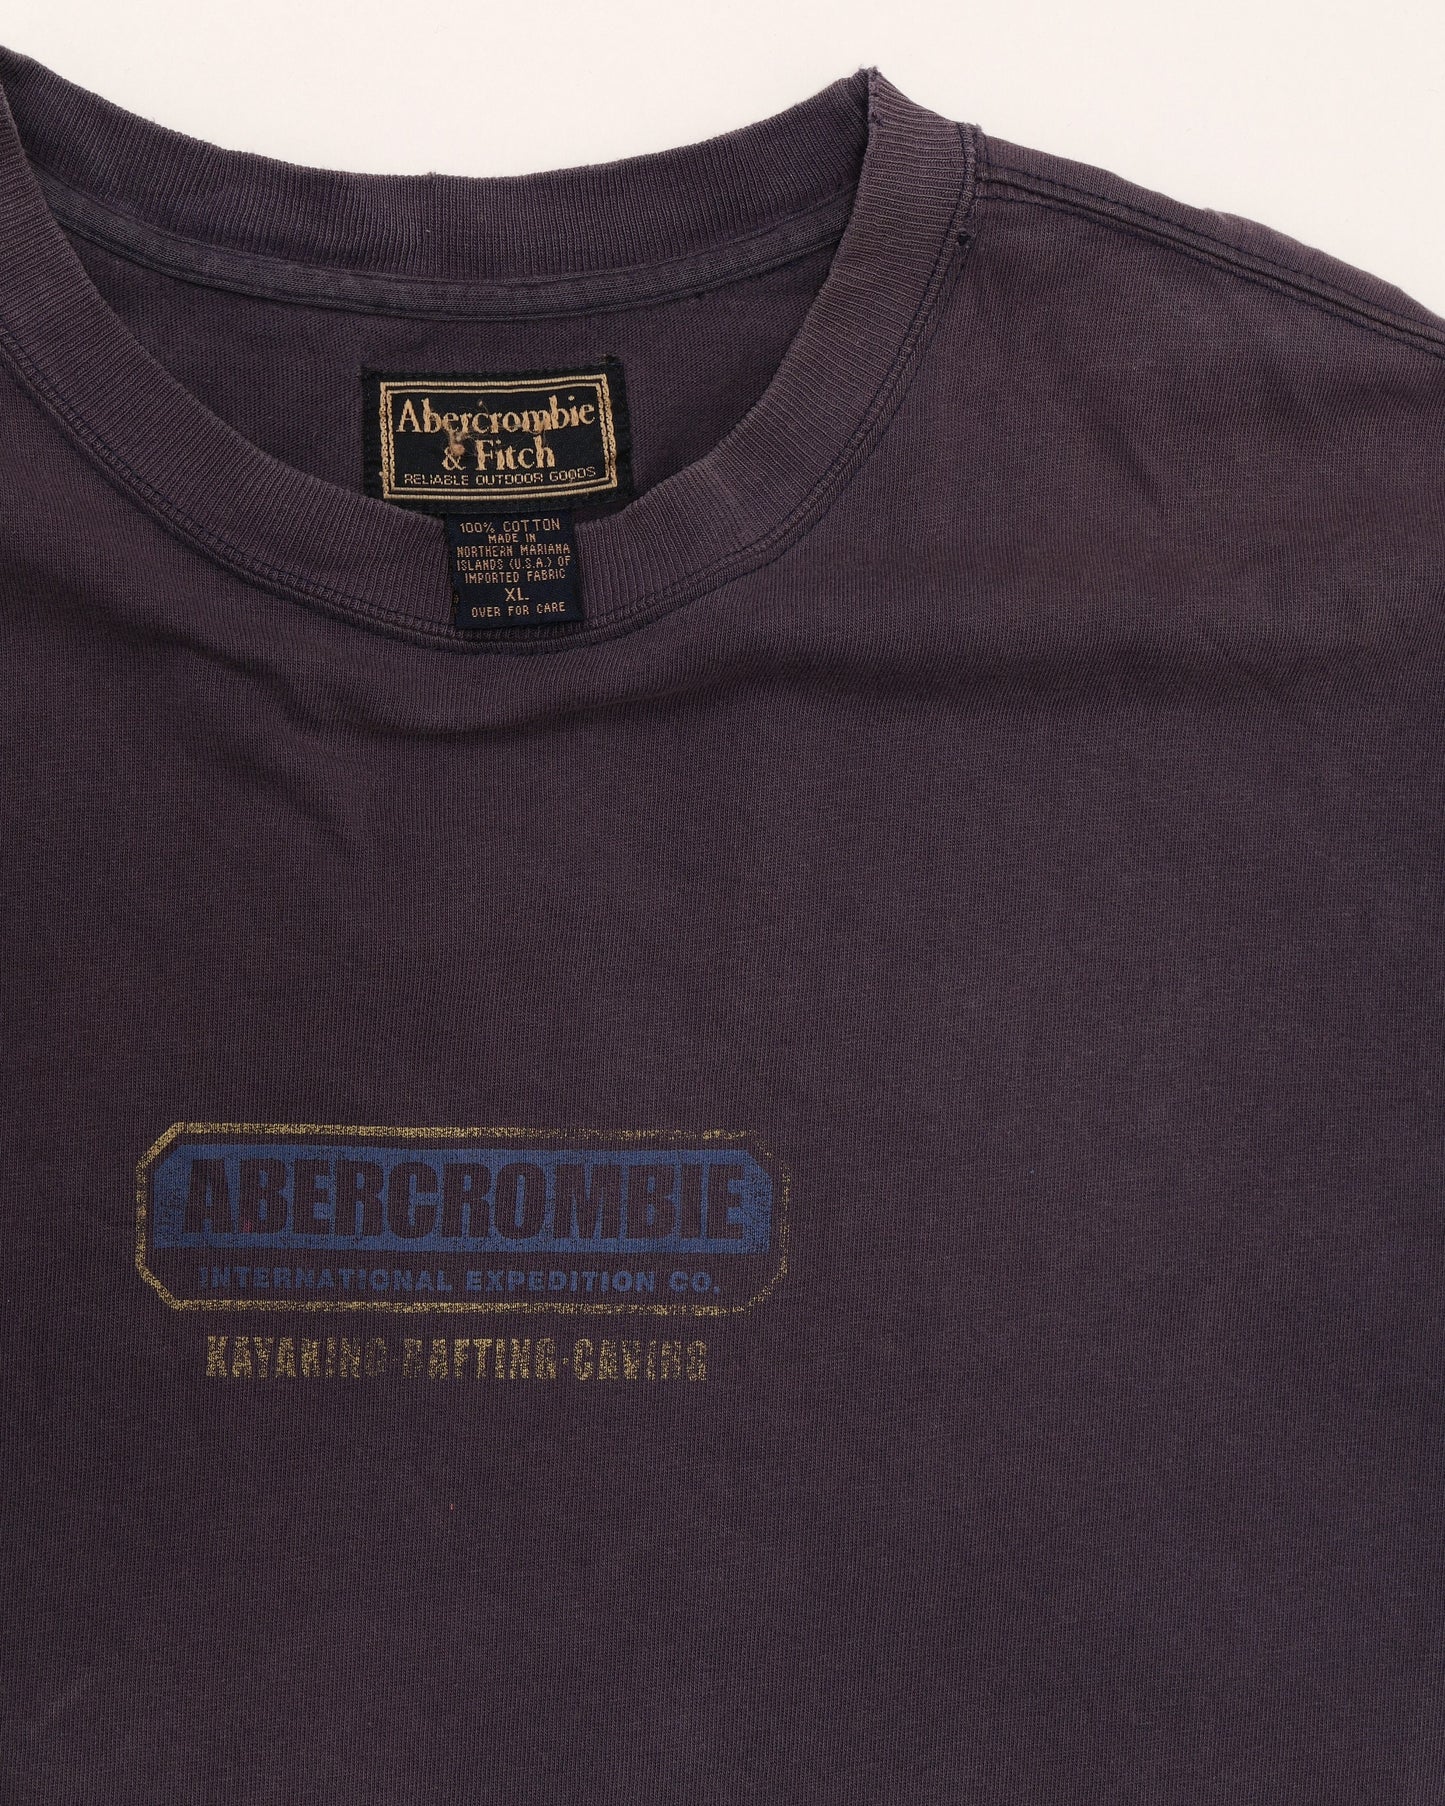 Abercrombie
& Fitch
RELIABLE OUTDOOR GOODS
100% COTTON
MADE IN
NORTHERN MARIANA
ISLANDS (U.S.A.) OF
IMPORTED FABRIC
XL
OVER FOR CARE
ABERCROMBIE
INTERNATIONAL EXPEDITION CO.
KAYAKING·RAFTING·CAVING